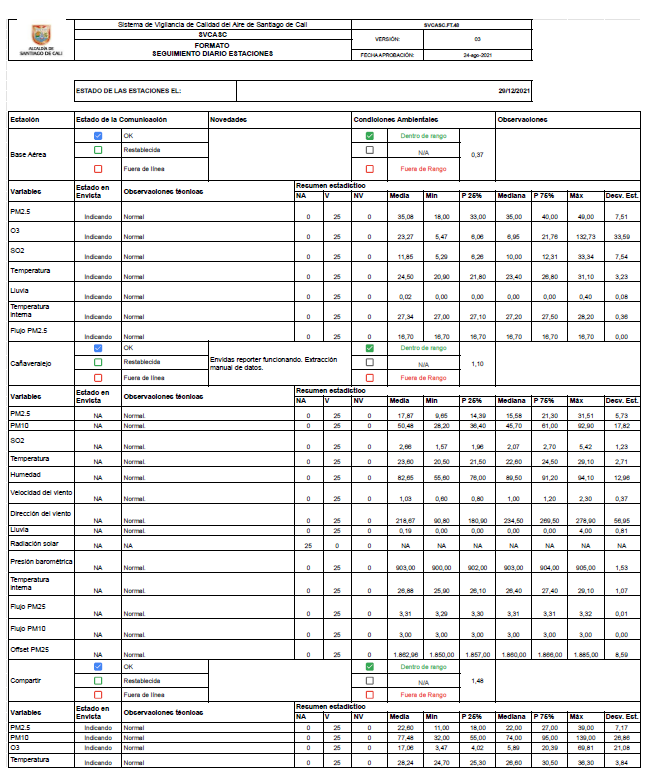 ALCALDÍA DE
SANTIAGO DE CALI
Sistema de Vigilancia de Calidad del Aire de Santiago de Cali
SVCASC
FORMATO
SEGUIMIENTO DIARIO ESTACIONES
SVCASC.FT.48
VERSIÓN: 03
FECHA APROBACIÓN: 24-ago-2021
ESTADO DE LAS ESTACIONES EL: 29/12/2021
Estación Estado de la Comunicación Novedades Condiciones Ambientales Observaciones
Base Aérea OK Dentro de rango 0,37
Restablecida N/A
Fuera de línea Fuera de Rango
Variables Estado en Envista Observaciones técnicas Resumen estadístico
NA V NV Media Min P 25% Mediana P 75% Máx Desv. Est.
PM2.5 Indicando Normal 0 25 0 35,08 18,00 33,00 35,00 40,00 49,00 7,51
O3 Indicando Normal 0 25 0 23,27 5,47 6,06 6,95 21,76 132,73 33,59
SO2 Indicando Normal 0 25 0 11,85 5,29 6,26 10,00 12,31 33,34 7,54
Temperatura Indicando Normal 0 25 0 24,50 20,90 21,80 23,40 26,80 31,10 3,23
Lluvia Indicando Normal 0 25 0 0,02 0,00 0,00 0,00 0,00 0,40 0,08
Temperatura interna Indicando Normal 0 25 0 27,34 27,00 27,10 27,20 27,50 28,20 0,36
Flujo PM2.5 Indicando Normal 0 25 0 16,70 16,70 16,70 16,70 16,70 16,70 0,00
Cañaveralejo OK Envidas reporter funcionando. Extracción manual de datos. Dentro de rango 1,10
Restablecida N/A
Fuera de línea Fuera de Rango
Variables Estado en Envista Observaciones técnicas Resumen estadístico
NA V NV Media Min P 25% Mediana P 75% Máx Desv. Est.
PM2.5 NA Normal. 0 25 0 17,87 9,65 14,39 15,58 21,30 31,51 5,73
PM10 NA Normal. 0 25 0 50,48 28,20 36,40 45,70 61,00 92,90 17,82
SO2 NA Normal. 0 25 0 2,66 1,57 1,96 2,07 2,70 5,42 1,23
Temperatura NA Normal. 0 25 0 23,60 20,50 21,50 22,60 24,50 29,10 2,71
Humedad NA Normal. 0 25 0 82,65 55,60 76,00 89,50 91,20 94,10 12,96
Velocidad del viento NA Normal. 0 25 0 1,03 0,60 0,80 1,00 1,20 2,30 0,37
Dirección del viento NA Normal. 0 25 0 218,67 90,80 180,90 234,50 269,50 278,90 56,95
Lluvia NA Normal. 0 25 0 0,19 0,00 0,00 0,00 0,00 4,00 0,81
Radiación solar NA NA 25 0 0 NA NA NA NA NA NA NA
Presión barométrica NA Normal. 0 25 0 903,00 900,00 902,00 903,00 904,00 905,00 1,53
Temperatura interna NA Normal. 0 25 0 26,88 25,90 26,10 26,40 27,40 29,10 1,07
Flujo PM25 NA Normal. 0 25 0 3,31 3,29 3,30 3,31 3,31 3,32 0,01
Flujo PM10 NA Normal. 0 25 0 3,00 3,00 3,00 3,00 3,00 3,00 0,00
Offset PM25 NA Normal. 0 25 0 1.862,96 1.850,00 1.857,00 1.860,00 1.866,00 1.885,00 8,59
Compartir OK Dentro de rango 1,48
Restablecida N/A
Fuera de línea Fuera de Rango
Variables Estado en Envista Observaciones técnicas Resumen estadístico
NA V NV Media Min P 25% Mediana P 75% Máx Desv. Est.
PM2.5 Indicando Normal 0 25 0 22,60 11,00 18,00 22,00 27,00 39,00 7,17
PM10 Indicando Normal 0 25 0 77,48 32,00 55,00 74,00 95,00 139,00 26,86
O3 Indicando Normal 0 25 0 17,06 3,47 4,02 5,89 20,39 69,81 21,08
Temperatura Indicando Normal 0 25 0 28,24 24,70 25,30 26,60 30,50 36,30 3,84